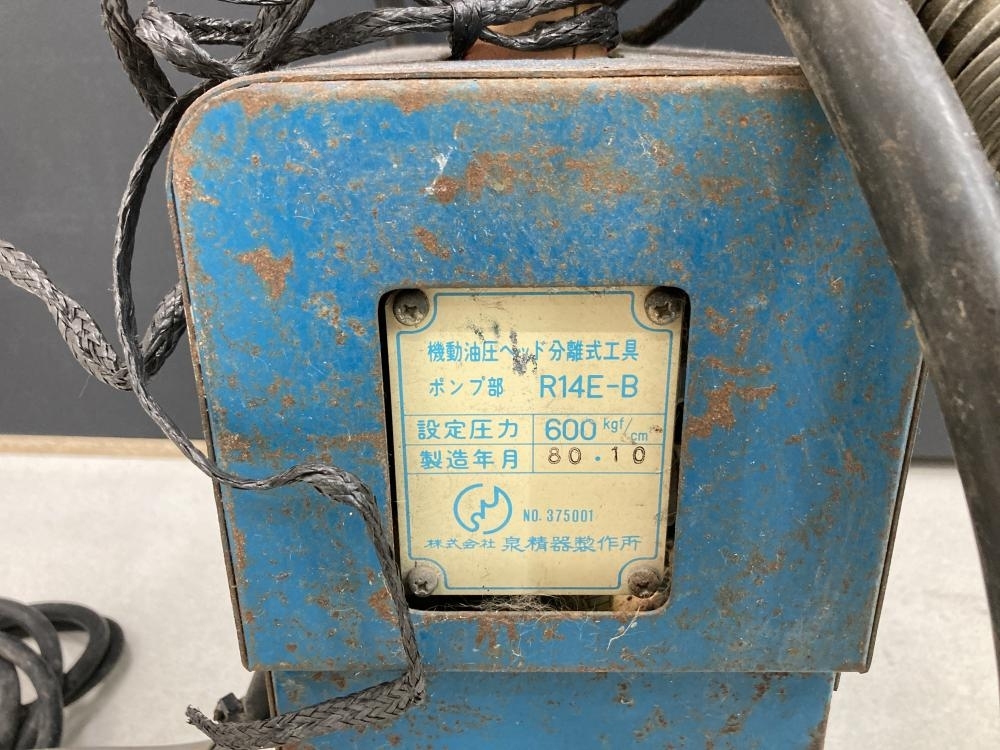 機動油圧ヘッド分離式工具
ポンプ部 R14E-B
設定圧力 600 kgf/cm
製造年月 80・10
NO. 375001
株式会社 泉精器製作所